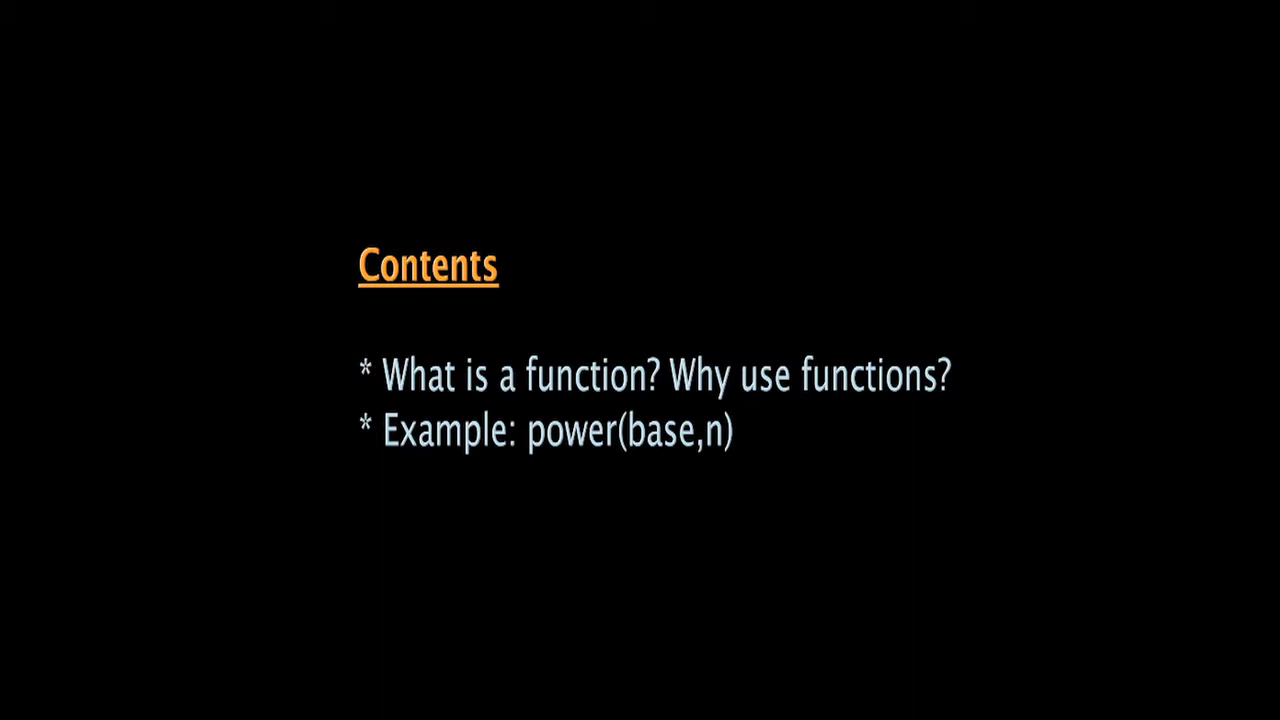 Contents
* What is a function? Why use functions?
* Example: power(base,n)